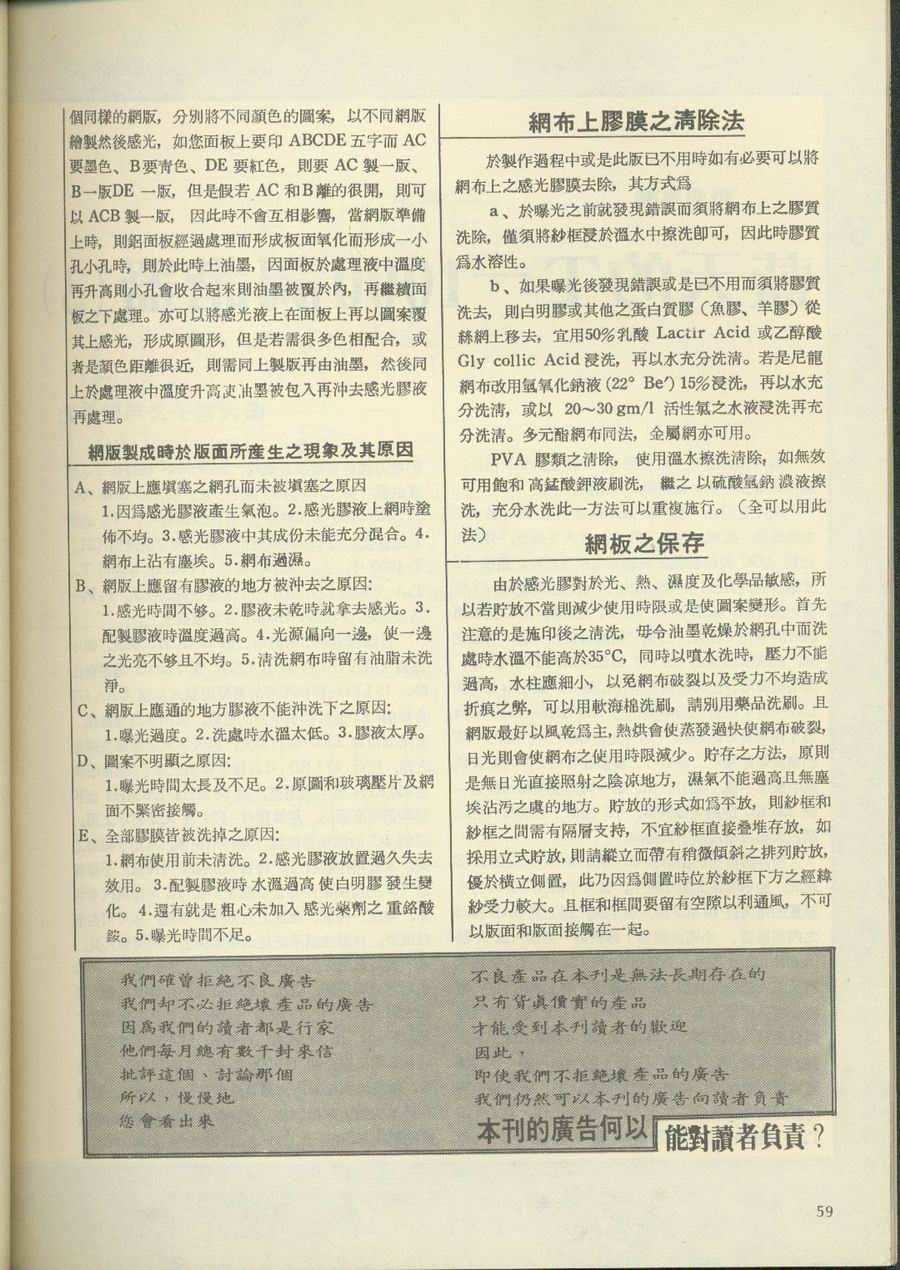 個同樣的網版，分別將不同顏色的圖案，以不同網版
繪製然後感光，如您面板上要印 ABCDE 五字而 AC
要墨色、B要靑色、DE 要紅色，則要 AC 製一版、
B一版DE 一版，但是假若 AC 和B離的很開，則可
以 ACB 製一版，因此時不會互相影響，當網版準備
上時，則鋁面板經過處理而形成板面氧化而形成一小
孔小孔時，則於此時上油墨，因面板於處理液中溫度
再升高則小孔會收合起來則油墨被覆於內，再繼續面
板之下處理。亦可以將感光液上在面板上再以圖案覆
其上感光，形成原圖形，但是若需很多色相配合，或
者是顏色距離很近，則需同上製版再由油墨，然後同
上於處理液中溫度升高使油墨被包入再沖去感光膠液
再處理。
網版製成時於版面所產生之現象及其原因
A、網版上應塡塞之網孔而未被塡塞之原因
1.因爲感光膠液產生氣泡。2.感光膠液上網時塗
佈不均。3.感光膠液中其成份未能充分混合。4.
網布上沾有塵埃。5.網布過濕。
B、網版上應留有膠液的地方被沖去之原因:
1.感光時間不够。2.膠液未乾時就拿去感光。3.
配製膠液時溫度過高。4.光源偏向一邊，使一邊
之光亮不够且不均。5.淸洗網布時留有油脂未洗
淨。
C、網版上應通的地方膠液不能沖洗下之原因:
1.曝光過度。2.洗處時水溫太低。3.膠液太厚。
D、圖案不明顯之原因:
1.曝光時間太長及不足。2.原圖和玻璃壓片及網
面不緊密接觸。
E、全部膠膜皆被洗掉之原因:
1.網布使用前未淸洗。2.感光膠液放置過久失去
效用。3.配製膠液時 水溫過高 使白明膠 發生變
化。4.還有就是 粗心未加入 感光藥劑之 重鉻酸
銨。5.曝光時間不足。
網布上膠膜之清除法
於製作過程中或是此版已不用時如有必要可以將
網布上之感光膠膜去除，其方式爲
a、於曝光之前就發現錯誤而須將網布上之膠質
洗除，僅須將紗框浸於溫水中擦洗卽可，因此時膠質
爲水溶性。
b、如果曝光後發現錯誤或是已不用而須將膠質
洗去，則白明膠或其他之蛋白質膠（魚膠、羊膠）從
絲網上移去，宜用50%乳酸 Lactir Acid 或乙醇酸
Gly collic Acid 浸洗，再以水充分洗淸。若是尼龍
網布改用氫氧化鈉液 (22° Be′) 15%浸洗，再以水充
分洗淸，或以 20～30 gm/l 活性氯之水液浸洗再充
分洗淸。多元酯網布同法，金屬網亦可用。
PVA 膠類之淸除，使用溫水擦洗淸除，如無效
可用飽和 高錳酸鉀液刷洗，繼之 以硫酸氫鈉 濃液擦
洗，充分水洗此一方法可以重複施行。（全可以用此
法）
網板之保存
由於感光膠對於光、熱、濕度及化學品敏感，所
以若貯放不當則減少使用時限或是使圖案變形。首先
注意的是施印後之淸洗，毋令油墨乾燥於網孔中而洗
處時水溫不能高於35°C，同時以噴水洗時，壓力不能
過高，水柱應細小，以免網布破裂以及受力不均造成
折痕之弊，可以用軟海棉洗刷，請別用藥品洗刷。且
網版最好以風乾爲主，熱烘會使蒸發過快使網布破裂，
日光則會使網布之使用時限減少。貯存之方法，原則
是無日光直接照射之陰凉地方，濕氣不能過高且無塵
埃沾汚之虞的地方。貯放的形式如爲平放，則紗框和
紗框之間需有隔層支持，不宜紗框直接疊堆存放，如
採用立式貯放，則請縱立而帶有稍微傾斜之排列貯放，
優於橫立側置，此乃因爲側置時位於紗框下方之經緯
紗受力較大。且框和框間要留有空隙以利通風，不可
以版面和版面接觸在一起。
我們確曾拒絕不良廣告
我們却不必拒絕壞產品的廣告
因爲我們的讀者都是行家
他們每月總有數千封來信
批評這個、討論那個
所以，慢慢地
您會看出來
不良產品在本刊是無法長期存在的
只有貨眞價實的產品
才能受到本刊讀者的歡迎
因此，
即使我們不拒絕壞產品的廣告
我們仍然可以本刊的廣告向讀者負責
本刊的廣告何以能對讀者負責？
59